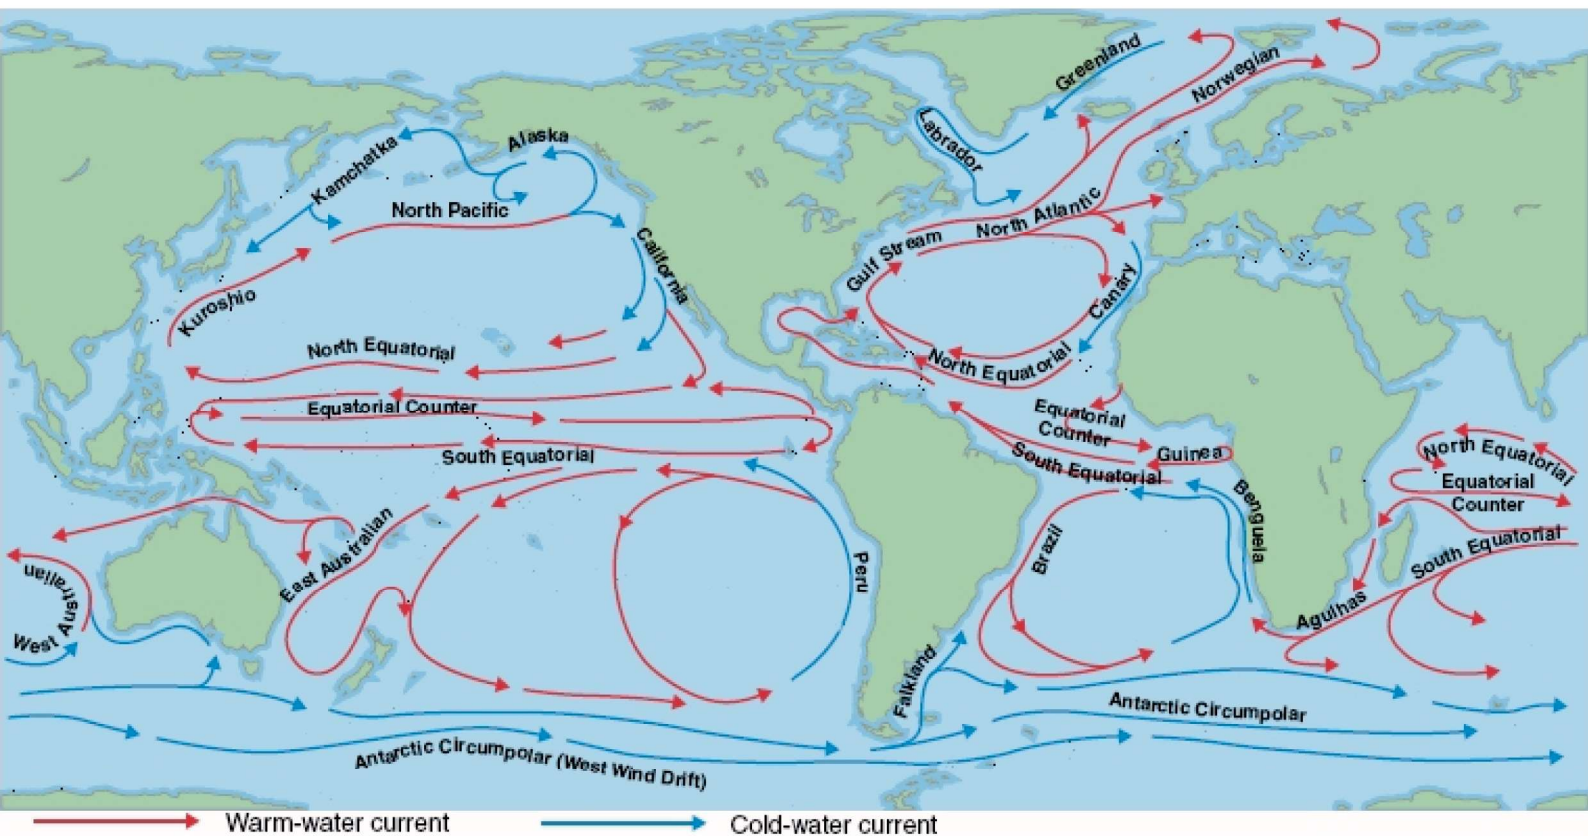 Greenland
Norwegian
Labrador
Alaska
Kamchatka
North Pacific
North Atlantic
Gulf Stream
California
Canary
Kuroshio
North Equatorial
North Equatorial
Equatorial Counter
Equatorial
Counter
Guinea
South Equatorial
South Equatorial
North Equatorial
Equatorial
Counter
South Equatorial
Benguela
East Australian
West Australian
Peru
Brazil
Agulhas
Falkland
Antarctic Circumpolar
Antarctic Circumpolar (West Wind Drift)
Warm-water current
Cold-water current